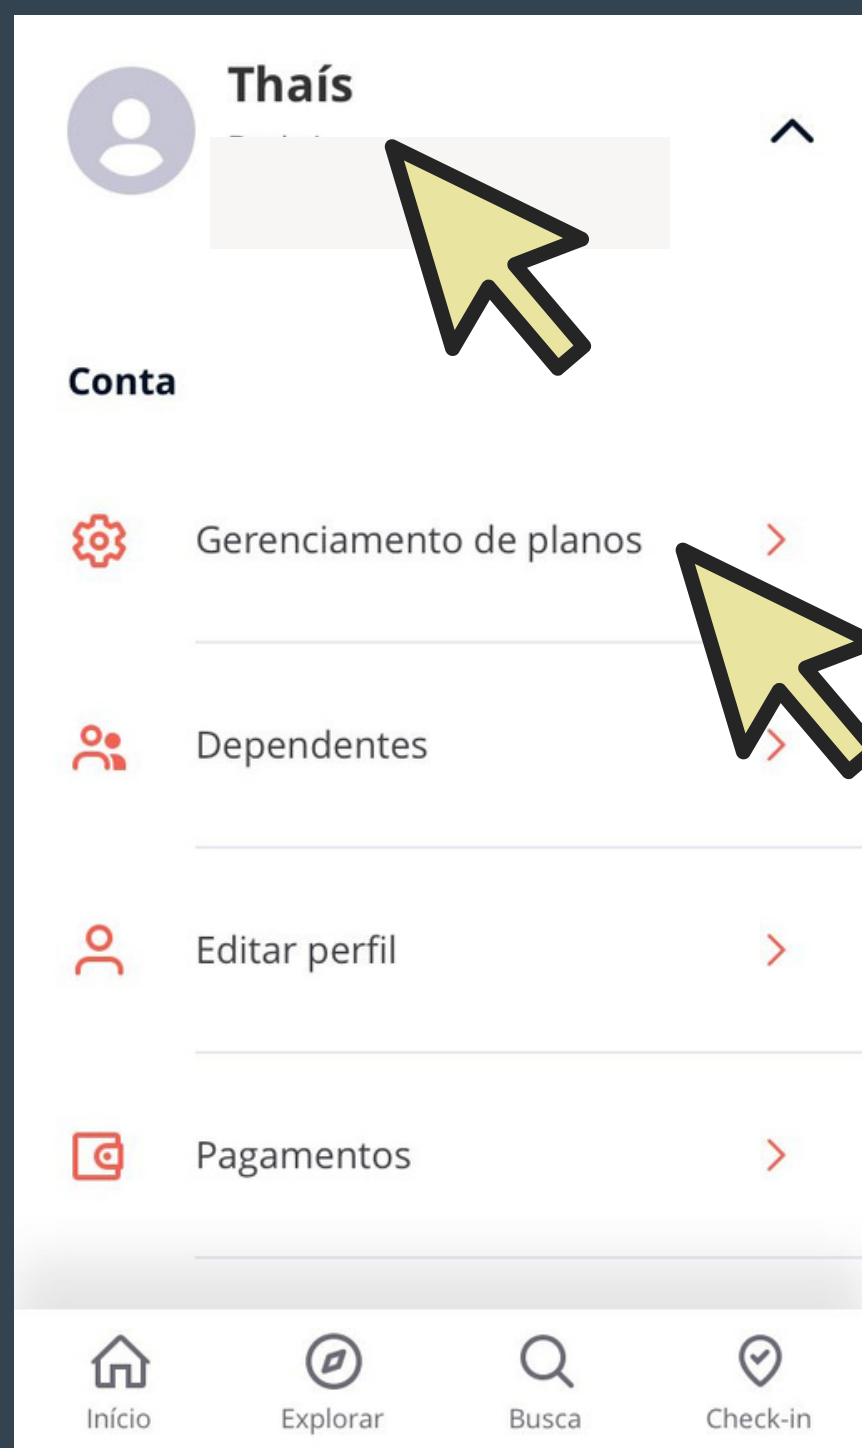 Thaís
Conta
Gerenciamento de planos
Dependentes
Editar perfil
Pagamentos
Início
Explorar
Busca
Check-in